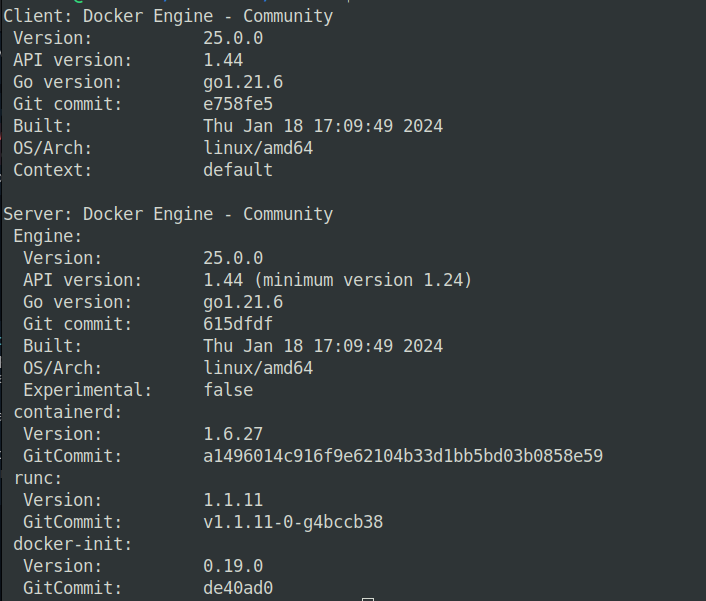 Client: Docker Engine - Community
 Version:           25.0.0
 API version:       1.44
 Go version:        go1.21.6
 Git commit:        e758fe5
 Built:             Thu Jan 18 17:09:49 2024
 OS/Arch:           linux/amd64
 Context:           default

Server: Docker Engine - Community
 Engine:
  Version:          25.0.0
  API version:      1.44 (minimum version 1.24)
  Go version:       go1.21.6
  Git commit:       615dfdf
  Built:            Thu Jan 18 17:09:49 2024
  OS/Arch:          linux/amd64
  Experimental:     false
 containerd:
  Version:          1.6.27
  GitCommit:        a1496014c916f9e62104b33d1bb5bd03b0858e59
 runc:
  Version:          1.1.11
  GitCommit:        v1.1.11-0-g4bccb38
 docker-init:
  Version:          0.19.0
  GitCommit:        de40ad0